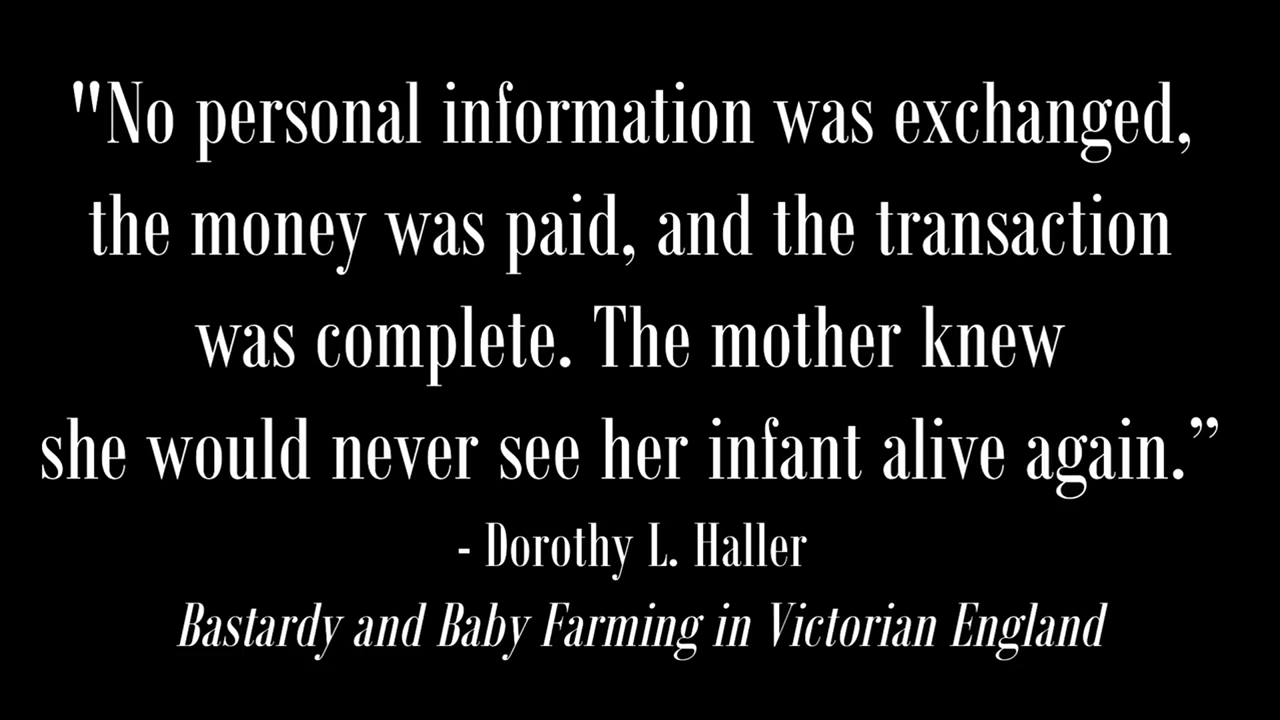 "No personal information was exchanged,
the money was paid, and the transaction
was complete. The mother knew
she would never see her infant alive again.”
- Dorothy L. Haller
Bastardy and Baby Farming in Victorian England